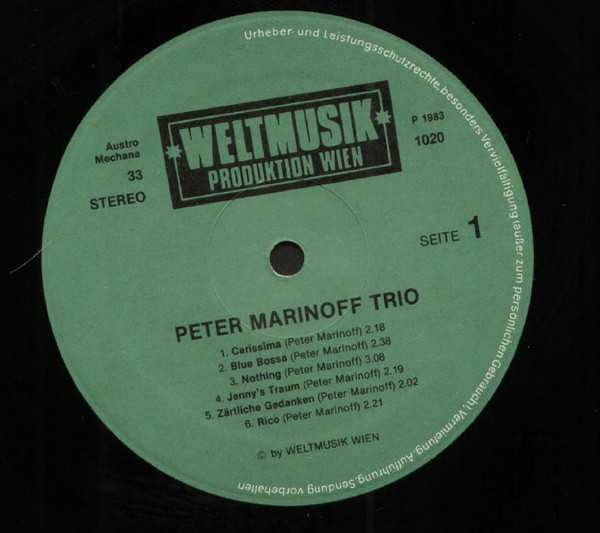 Urheber- und Leistungsschutzrechte, besonders Vervielfältigung (außer zum persönlichen Gebrauch), Vermietung, Aufführung, Sendung vorbehalten
WELTMUSIK
PRODUKTION WIEN
Austro
Mechana
33
STEREO
P 1983
1020
SEITE 1
PETER MARINOFF TRIO
1. Carissima (Peter Marinoff) 2.18
2. Blue Bossa (Peter Marinoff) 2.38
3. Nothing (Peter Marinoff) 3.08
4. Jenny's Traum (Peter Marinoff) 2.19
5. Zärtliche Gedanken (Peter Marinoff) 2.02
6. Rico (Peter Marinoff) 2.21
© by WELTMUSIK WIEN